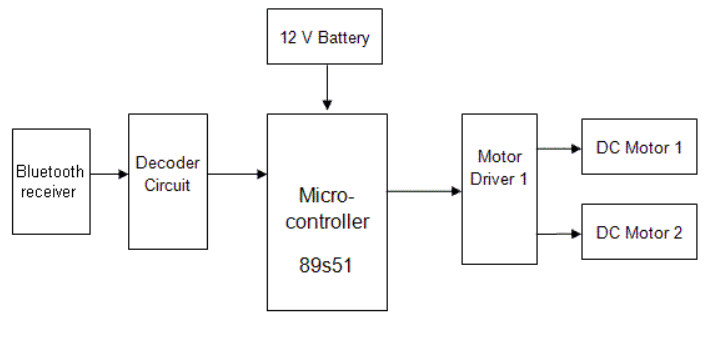 12 V Battery
Bluetooth
receiver
Decoder
Circuit
Micro-
controller
89s51
Motor
Driver 1
DC Motor 1
DC Motor 2